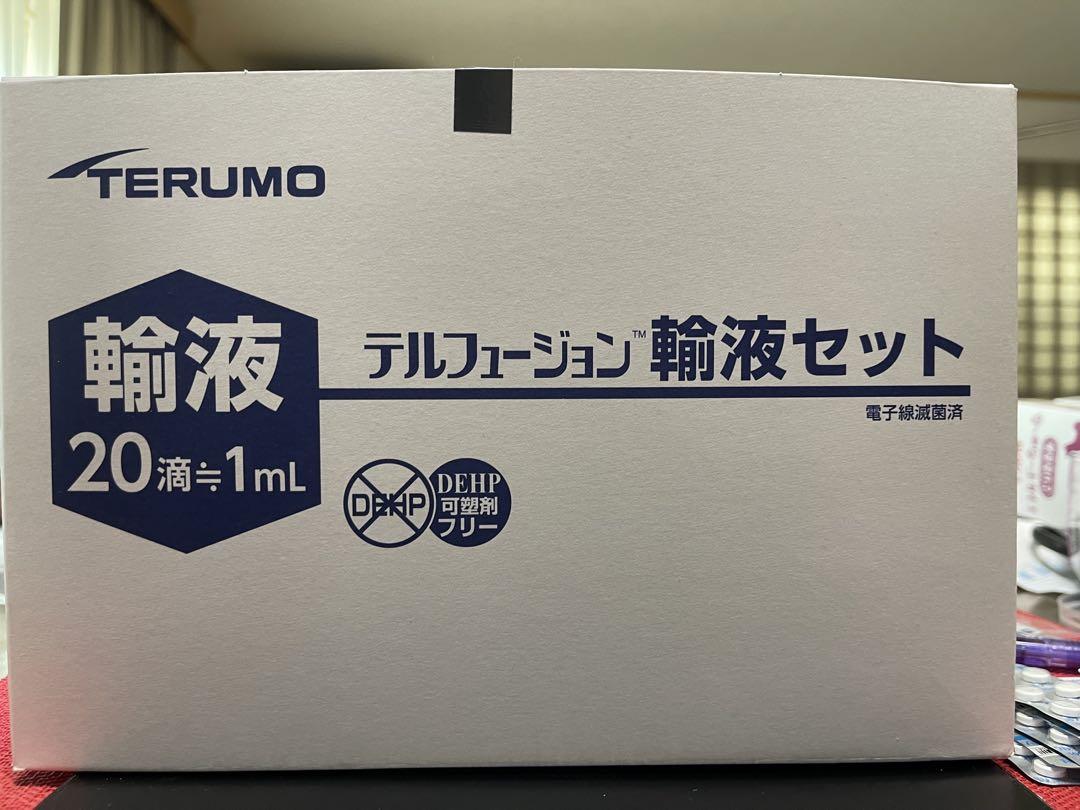 TERUMO
輸液
20滴≒1mL
テルフュージョン™輸液セット
電子線滅菌済
DEHP
DEHP
可塑剤
フリー